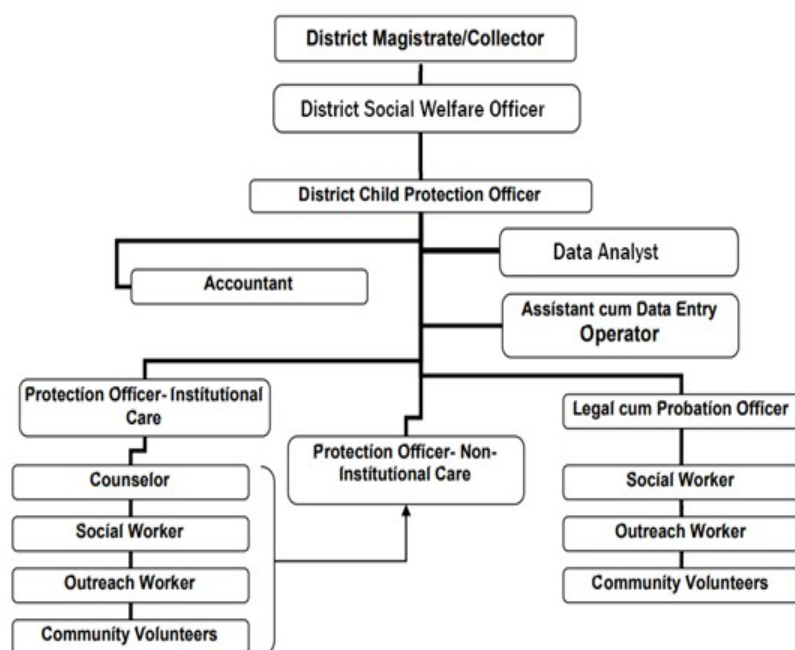 District Magistrate/Collector
District Social Welfare Officer
District Child Protection Officer
Data Analyst
Accountant
Assistant cum Data Entry
Operator
Protection Officer- Institutional
Care
Legal cum Probation Officer
Protection Officer- Non-
Institutional Care
Counselor
Social Worker
Social Worker
Outreach Worker
Outreach Worker
Community Volunteers
Community Volunteers